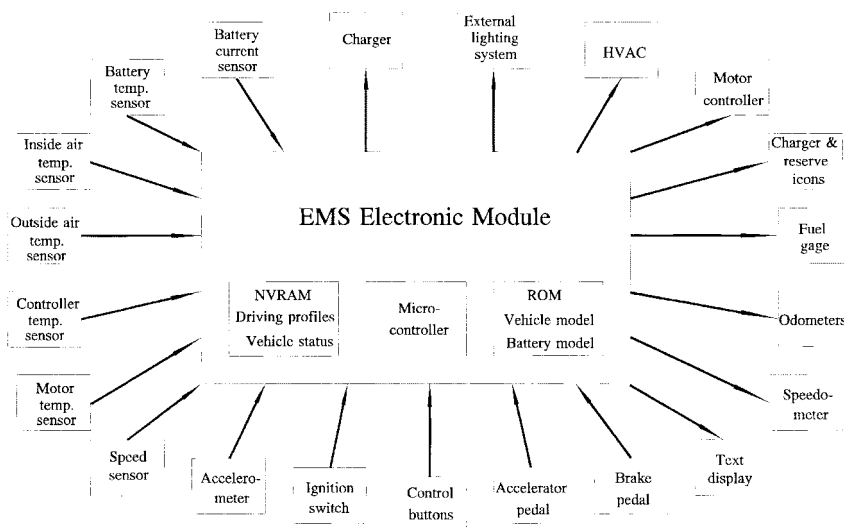 Battery
current
sensor
Charger
External
lighting
system
HVAC
Battery
temp.
sensor
Motor
controller
Inside air
temp.
sensor
Charger &
reserve
icons
Outside air
temp.
sensor
EMS Electronic Module
Fuel
gage
Controller
temp.
sensor
NVRAM
Driving profiles
Vehicle status
Micro-
controller
ROM
Vehicle model
Battery model
Odometers
Motor
temp.
sensor
Speedo-
meter
Speed
sensor
Accelero-
meter
Ignition
switch
Control
buttons
Accelerator
pedal
Brake
pedal
Text
display